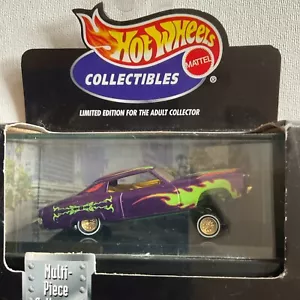 Hot Wheels
MATTEL
COLLECTIBLES
LIMITED EDITION FOR THE ADULT COLLECTOR
Multi-
Piece